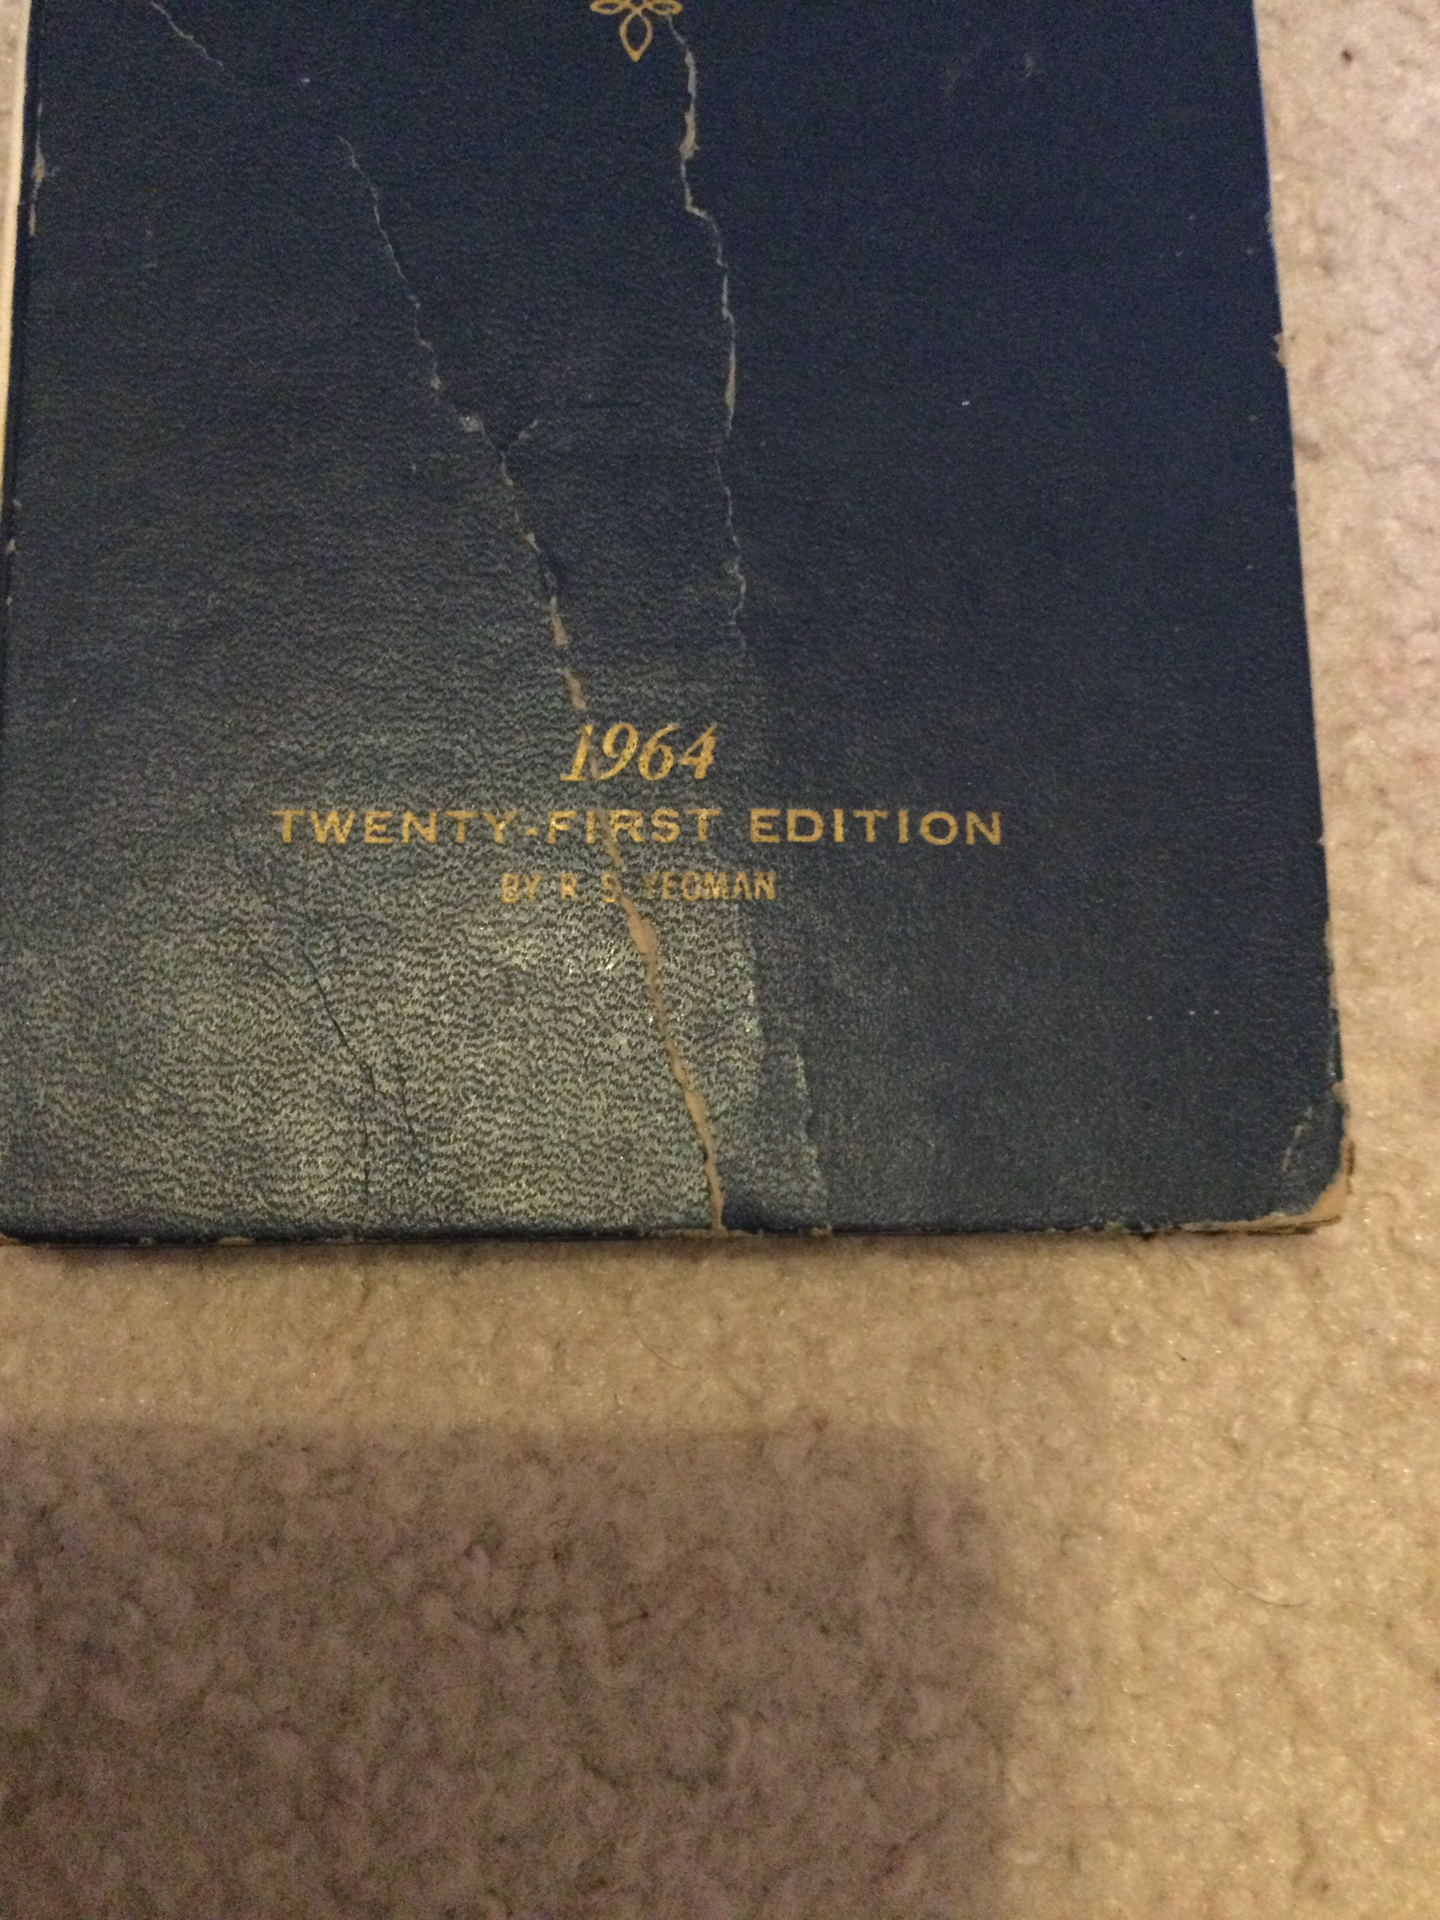 1964
TWENTY-FIRST EDITION
BY R. S. YEOMAN